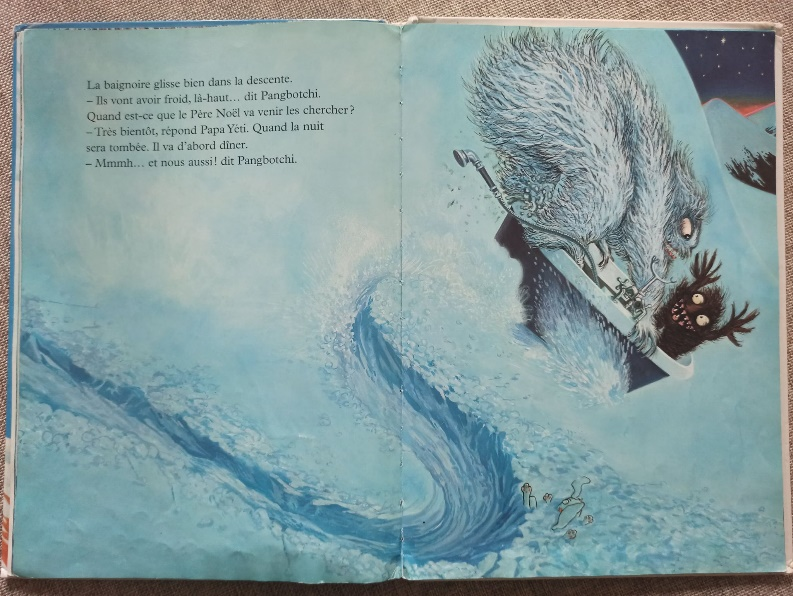 La baignoire glisse bien dans la descente.
– Ils vont avoir froid, là-haut… dit Pangbotchi.
Quand est-ce que le Père Noël va venir les chercher ?
– Très bientôt, répond Papa Yéti. Quand la nuit
sera tombée. Il va d'abord dîner.
– Mmmh… et nous aussi ! dit Pangbotchi.